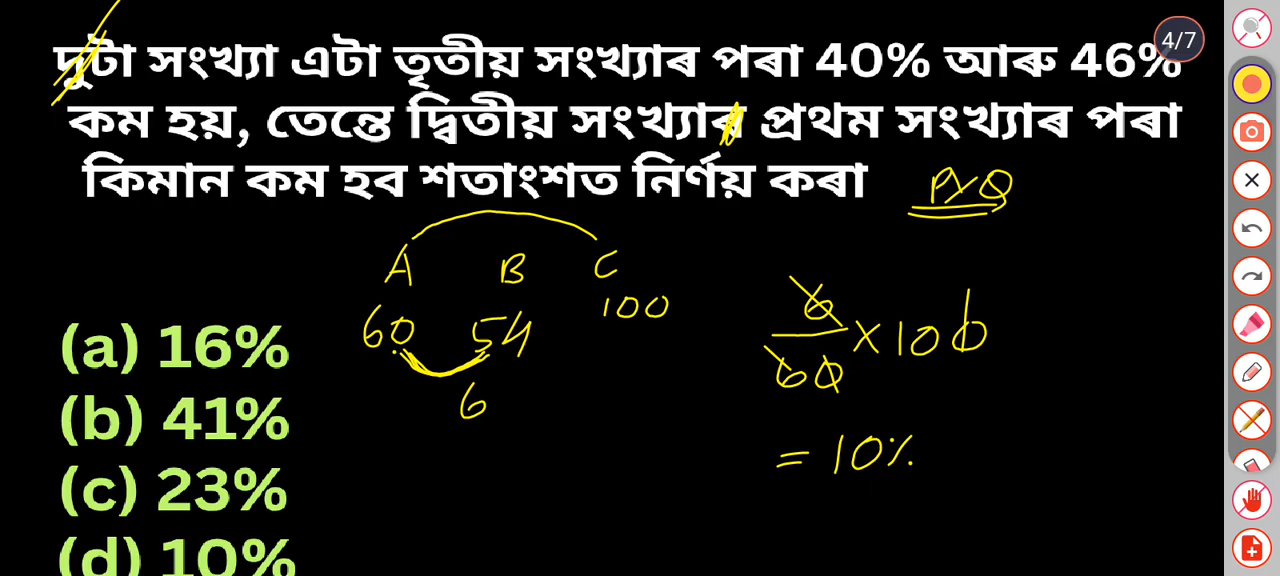 4/7
দুটা সংখ্যা এটা তৃতীয় সংখ্যাৰ পৰা 40% আৰু 46%
কম হয়, তেন্তে দ্বিতীয় সংখ্যাৰ প্ৰথম সংখ্যাৰ পৰা
কিমান কম হব শতাংশত নিৰ্ণয় কৰা
PYQ
A B C
60 54 100
6
6/60 × 100
= 10%
(a) 16%
(b) 41%
(c) 23%
(d) 10%